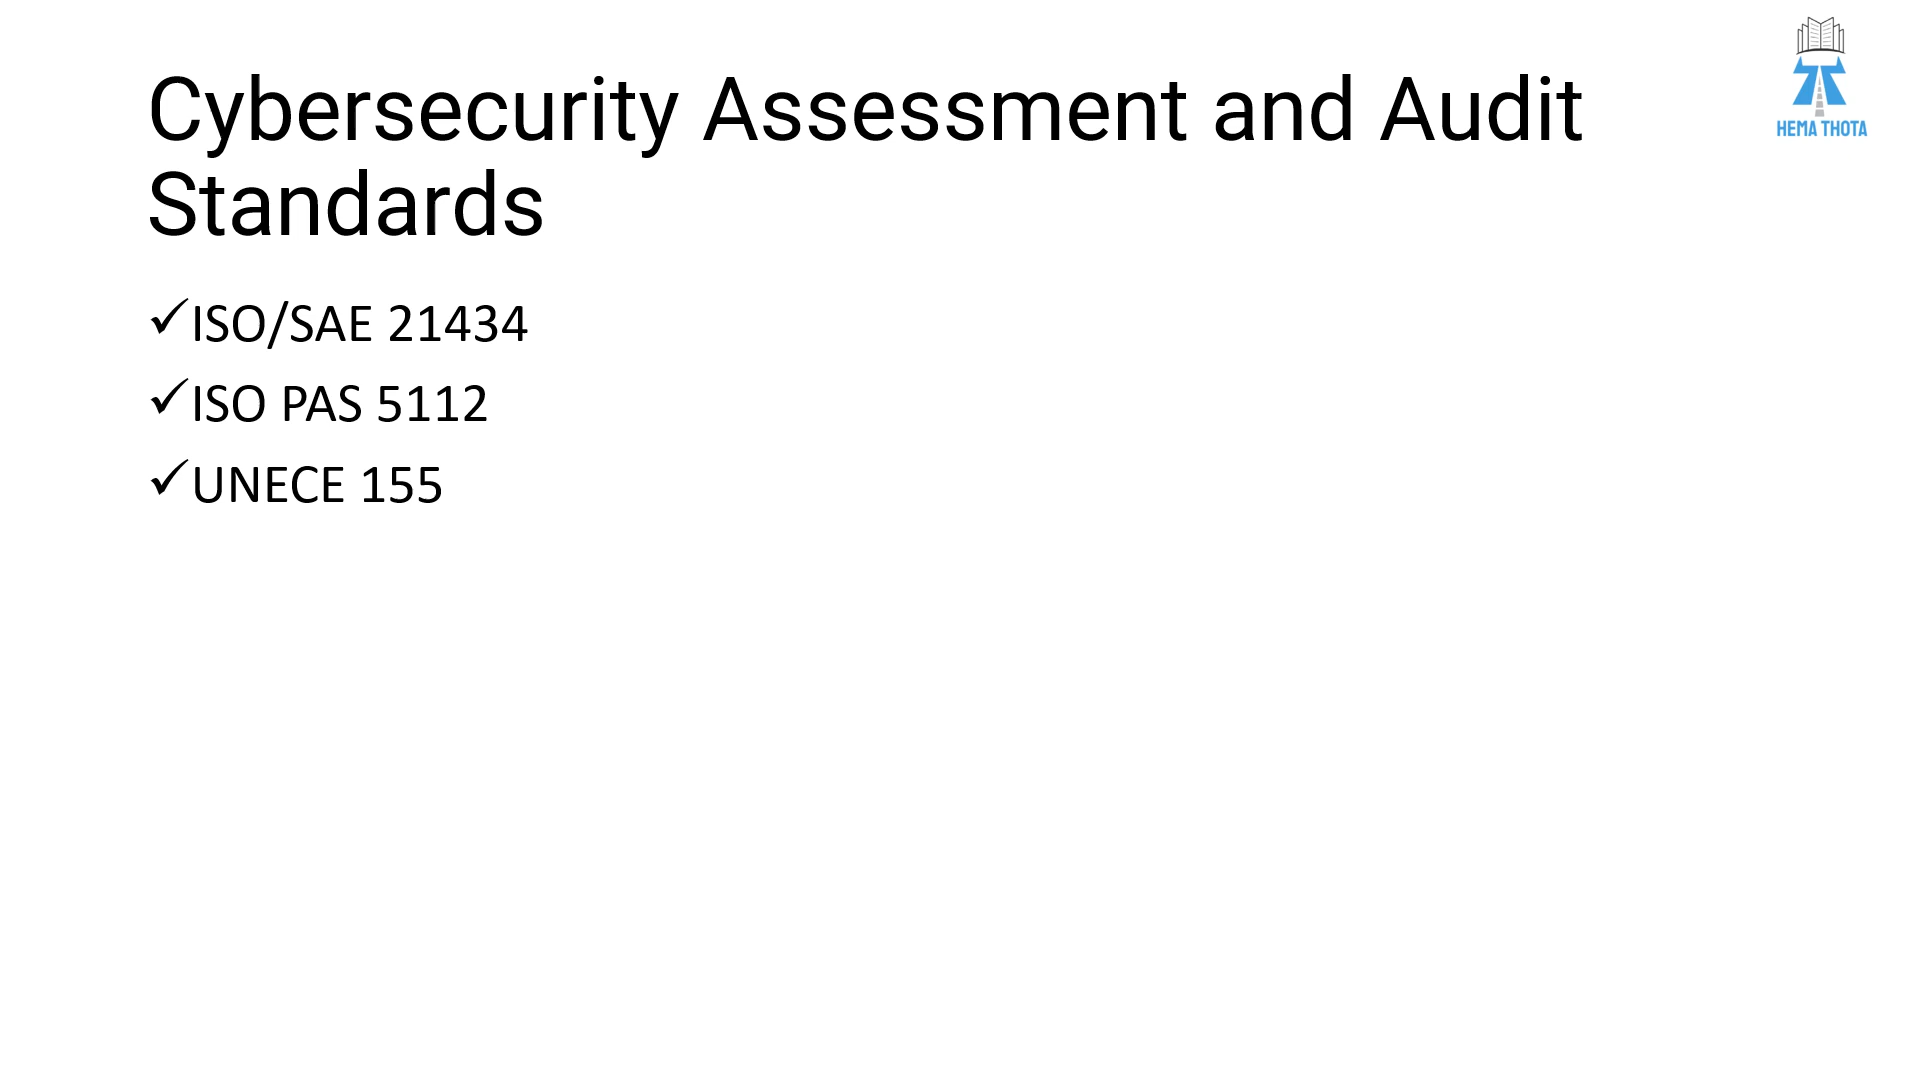 Cybersecurity Assessment and Audit
Standards
HEMA THOTA
✓ISO/SAE 21434
✓ISO PAS 5112
✓UNECE 155